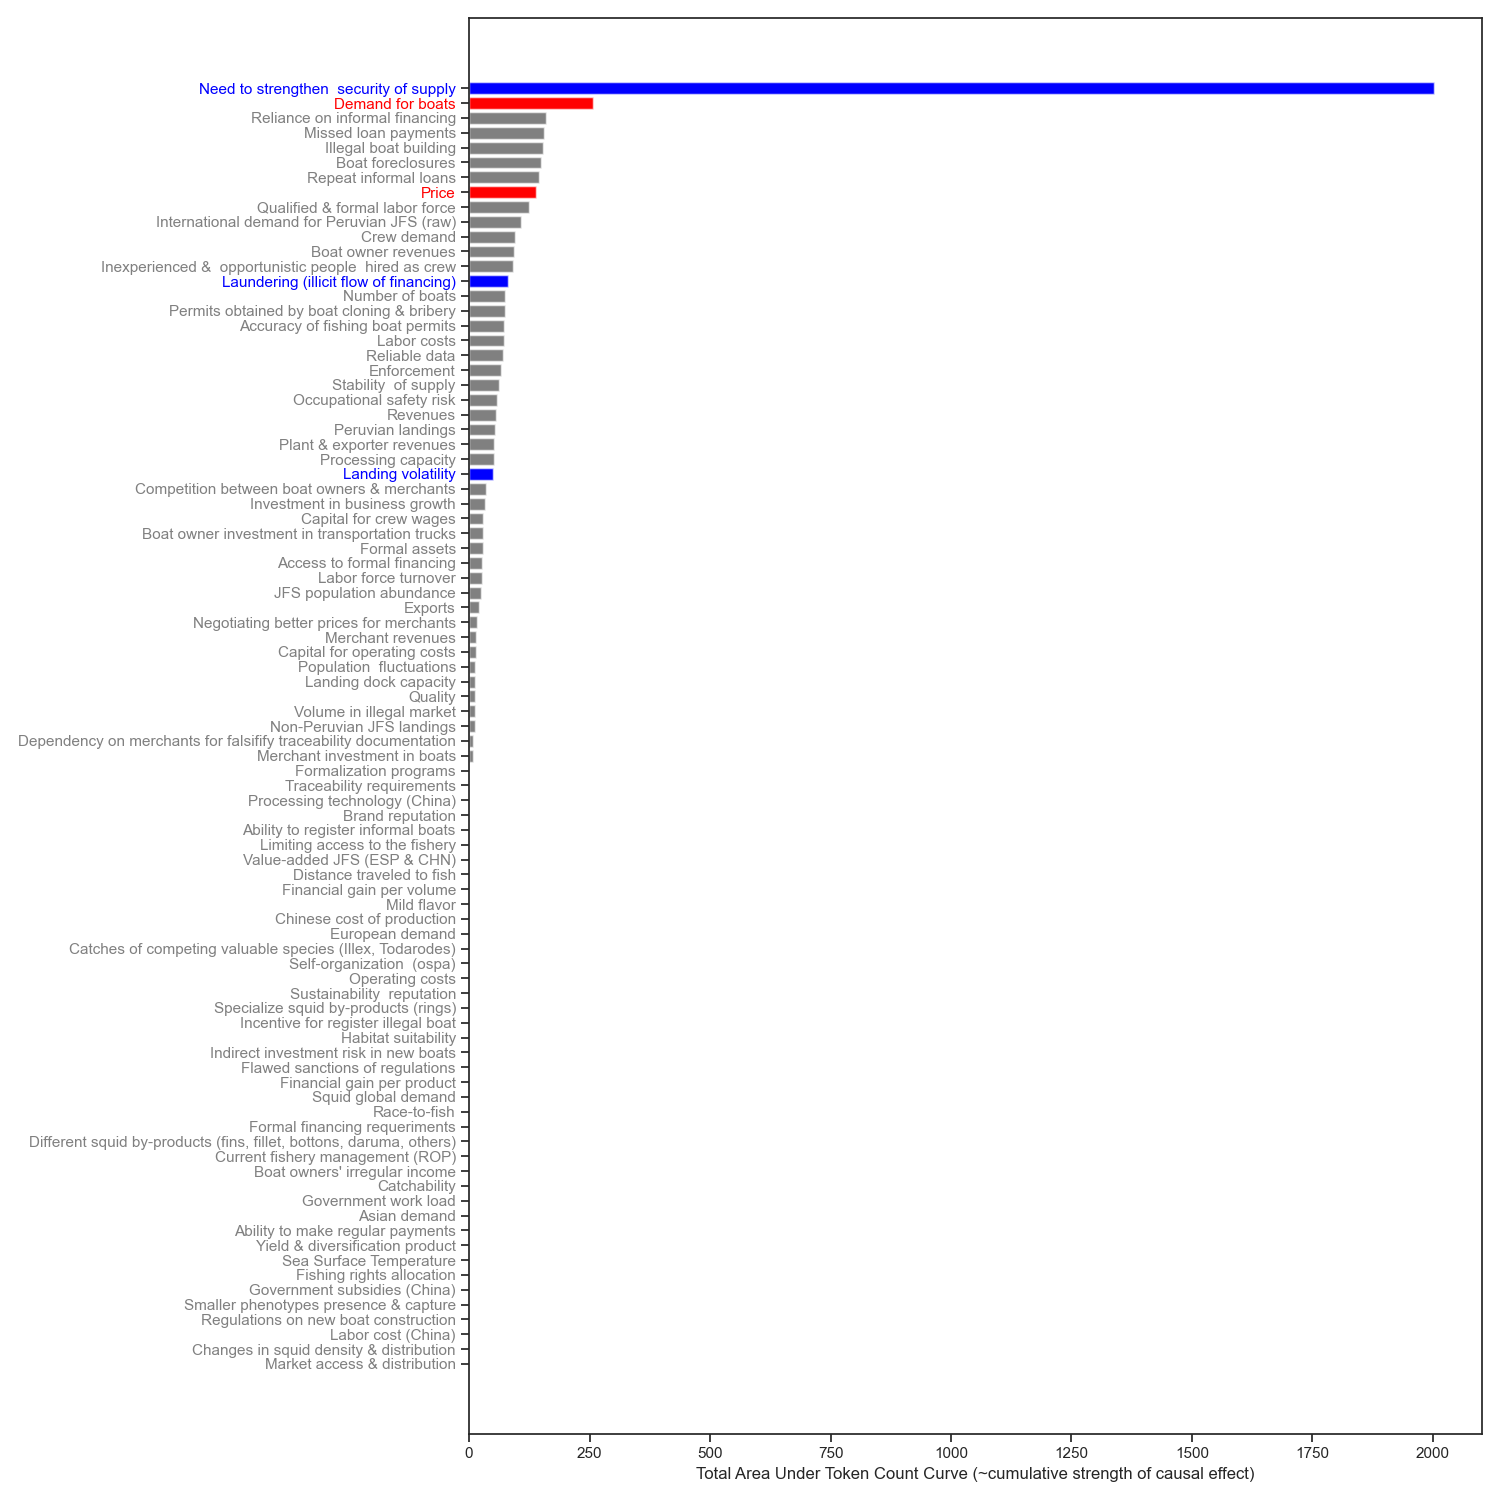 Need to strengthen  security of supply
Demand for boats
Reliance on informal financing
Missed loan payments
Illegal boat building
Boat foreclosures
Repeat informal loans
Price
Qualified & formal labor force
International demand for Peruvian JFS (raw)
Crew demand
Boat owner revenues
Inexperienced &  opportunistic people  hired as crew
Laundering (illicit flow of financing)
Number of boats
Permits obtained by boat cloning & bribery
Accuracy of fishing boat permits
Labor costs
Reliable data
Enforcement
Stability  of supply
Occupational safety risk
Revenues
Peruvian landings
Plant & exporter revenues
Processing capacity
Landing volatility
Competition between boat owners & merchants
Investment in business growth
Capital for crew wages
Boat owner investment in transportation trucks
Formal assets
Access to formal financing
Labor force turnover
JFS population abundance
Exports
Negotiating better prices for merchants
Merchant revenues
Capital for operating costs
Population  fluctuations
Landing dock capacity
Quality
Volume in illegal market
Non-Peruvian JFS landings
Dependency on merchants for falsifify traceability documentation
Merchant investment in boats
Formalization programs
Traceability requirements
Processing technology (China)
Brand reputation
Ability to register informal boats
Limiting access to the fishery
Value-added JFS (ESP & CHN)
Distance traveled to fish
Financial gain per volume
Mild flavor
Chinese cost of production
European demand
Catches of competing valuable species (Illex, Todarodes)
Self-organization  (ospa)
Operating costs
Sustainability  reputation
Specialize squid by-products (rings)
Incentive for register illegal boat
Habitat suitability
Indirect investment risk in new boats
Flawed sanctions of regulations
Financial gain per product
Squid global demand
Race-to-fish
Formal financing requeriments
Different squid by-products (fins, fillet, bottons, daruma, others)
Current fishery management (ROP)
Boat owners' irregular income
Catchability
Government work load
Asian demand
Ability to make regular payments
Yield & diversification product
Sea Surface Temperature
Fishing rights allocation
Government subsidies (China)
Smaller phenotypes presence & capture
Regulations on new boat construction
Labor cost (China)
Changes in squid density & distribution
Market access & distribution
0 250 500 750 1000 1250 1500 1750 2000
Total Area Under Token Count Curve (~cumulative strength of causal effect)